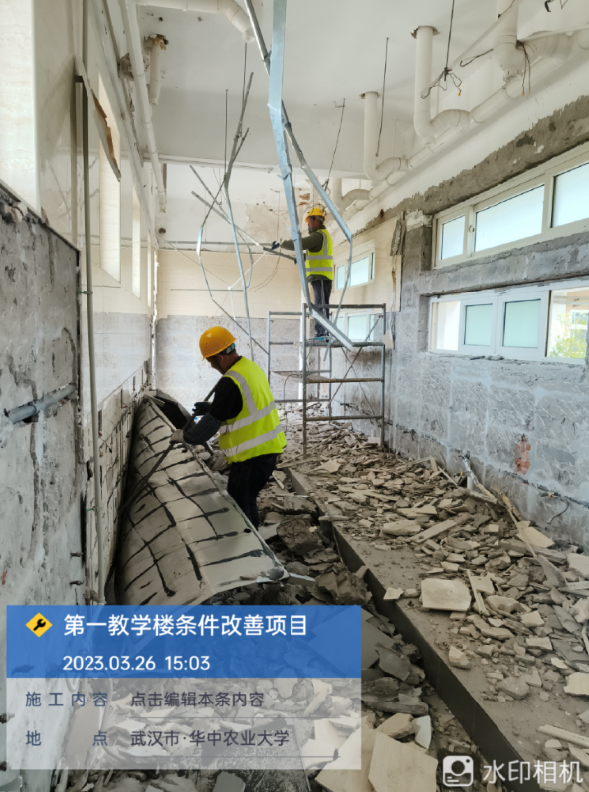 第一教学楼条件改善项目
2023.03.26 15:03
施工内容 点击编辑本条内容
地点 武汉市·华中农业大学
水印相机